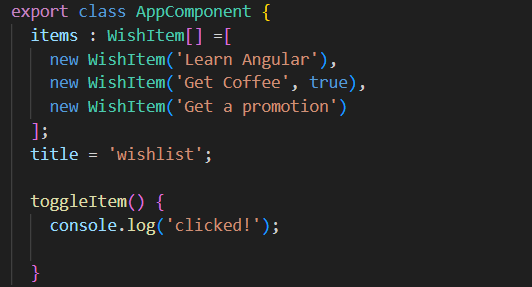 export class AppComponent {
items : WishItem[] =[
new WishItem('Learn Angular'),
new WishItem('Get Coffee', true),
new WishItem('Get a promotion')
];
title = 'wishlist';
toggleItem() {
console.log('clicked!');
}